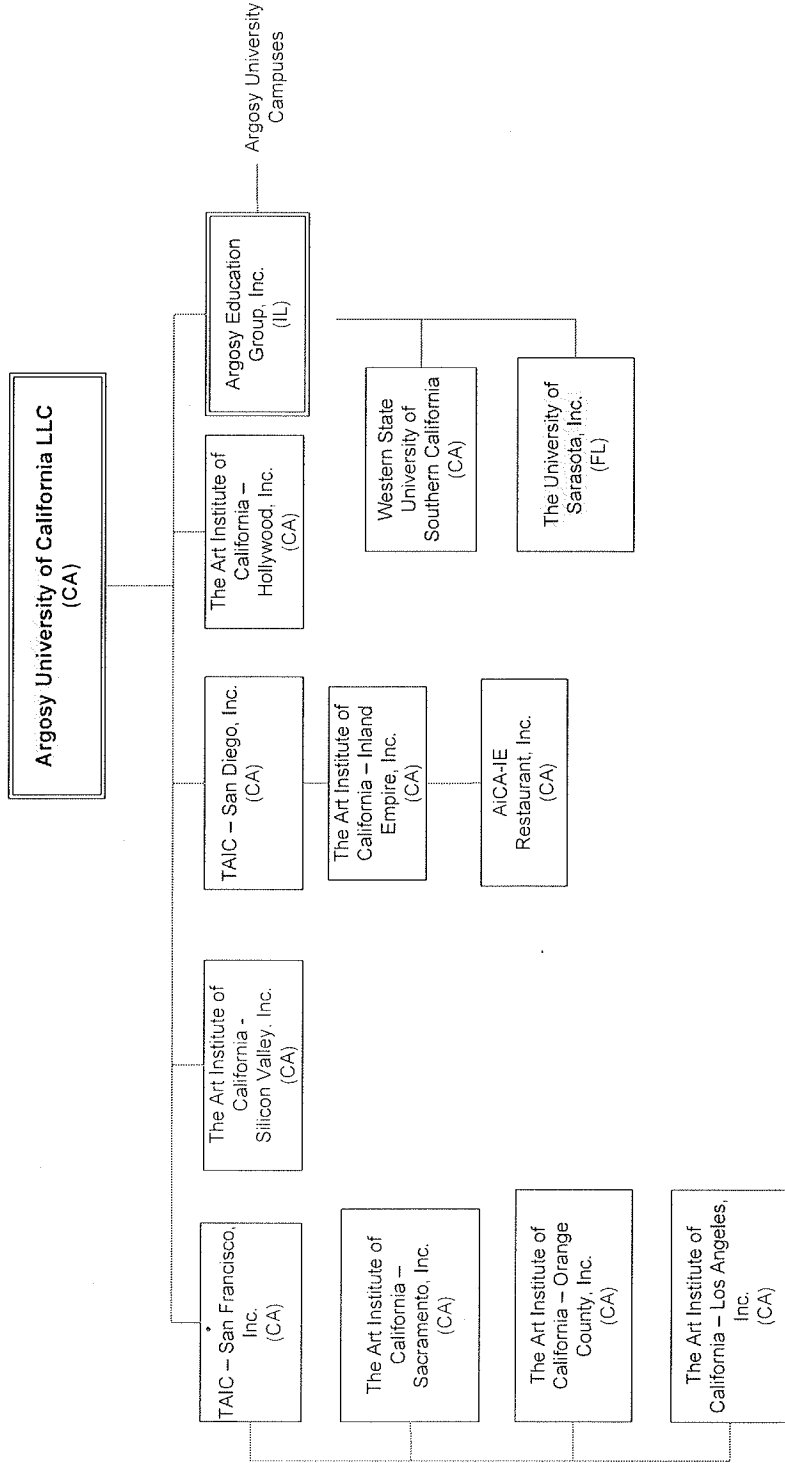 Argosy University of California LLC
(CA)
TAIC – San Francisco,
Inc.
(CA)
The Art Institute of
California –
Sacramento, Inc.
(CA)
The Art Institute of
California – Orange
County, Inc.
(CA)
The Art Institute of
California – Los Angeles,
Inc.
(CA)
The Art Institute of
California -
Silicon Valley, Inc.
(CA)
TAIC – San Diego, Inc.
(CA)
The Art Institute of
California – Inland
Empire, Inc.
(CA)
AiCA-IE
Restaurant, Inc.
(CA)
The Art Institute of
California –
Hollywood, Inc.
(CA)
Argosy Education
Group, Inc.
(IL)
Argosy University
Campuses
Western State
University of
Southern California
(CA)
The University of
Sarasota, Inc.
(FL)